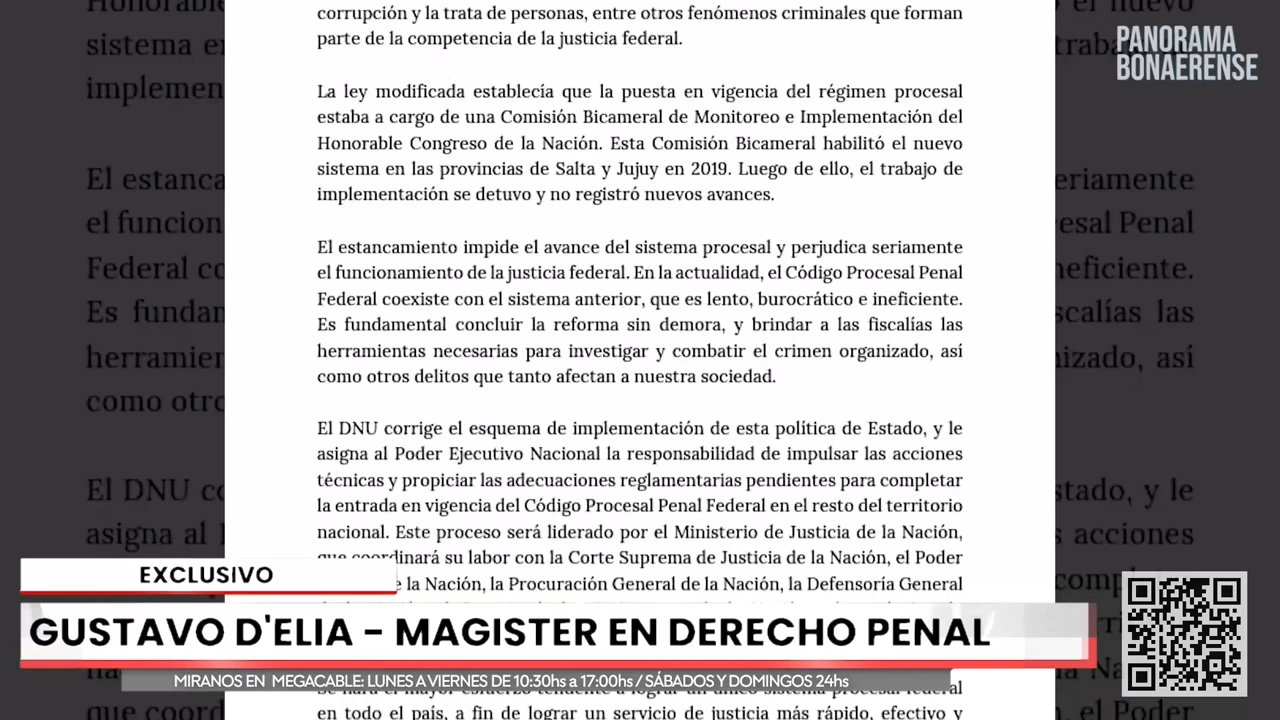 corrupción y la trata de personas, entre otros fenómenos criminales que forman
parte de la competencia de la justicia federal.
La ley modificada establecía que la puesta en vigencia del régimen procesal
estaba a cargo de una Comisión Bicameral de Monitoreo e Implementación del
Honorable Congreso de la Nación. Esta Comisión Bicameral habilitó el nuevo
sistema en las provincias de Salta y Jujuy en 2019. Luego de ello, el trabajo de
implementación se detuvo y no registró nuevos avances.
El estancamiento impide el avance del sistema procesal y perjudica seriamente
el funcionamiento de la justicia federal. En la actualidad, el Código Procesal Penal
Federal coexiste con el sistema anterior, que es lento, burocrático e ineficiente.
Es fundamental concluir la reforma sin demora, y brindar a las fiscalías las
herramientas necesarias para investigar y combatir el crimen organizado, así
como otros delitos que tanto afectan a nuestra sociedad.
El DNU corrige el esquema de implementación de esta política de Estado, y le
asigna al Poder Ejecutivo Nacional la responsabilidad de impulsar las acciones
técnicas y propiciar las adecuaciones reglamentarias pendientes para completar
la entrada en vigencia del Código Procesal Penal Federal en el resto del territorio
nacional. Este proceso será liderado por el Ministerio de Justicia de la Nación,
que coordinará su labor con la Corte Suprema de Justicia de la Nación, el Poder
e la Nación, la Procuración General de la Nación, la Defensoría General
en todo el país, a fin de lograr un servicio de justicia más rápido, efectivo y
PANORAMA
BONAERENSE
EXCLUSIVO
GUSTAVO D'ELIA - MAGISTER EN DERECHO PENAL
MIRANOS EN MEGACABLE: LUNES A VIERNES DE 10:30hs a 17:00hs / SÁBADOS Y DOMINGOS 24hs